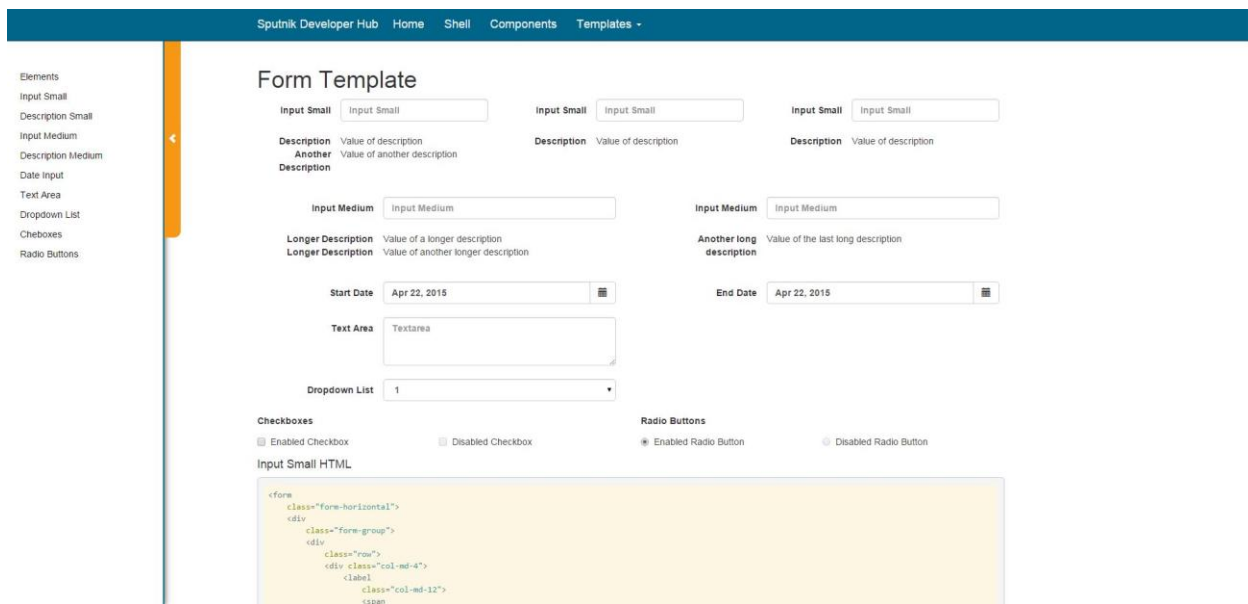 Sputnik Developer Hub Home Shell Components Templates
Elements
Input Small
Description Small
Input Medium
Description Medium
Date Input
Text Area
Dropdown List
Cheboxes
Radio Buttons
Form Template
Input Small Input Small Input Small Input Small Input Small Input Small
Description Value of description Description Value of description Description Value of description
Another Value of another description
Description
Input Medium Input Medium Input Medium Input Medium
Longer Description Value of a longer description Another long Value of the last long description
Longer Description Value of another longer description description
Start Date Apr 22, 2015 End Date Apr 22, 2015
Text Area Textarea
Dropdown List 1
Checkboxes Radio Buttons
Enabled Checkbox Disabled Checkbox Enabled Radio Button Disabled Radio Button
Input Small HTML
<form
class="form-horizontal">
<div
class="form-group">
<div
class="row">
<div class="col-md-4">
<label
class="col-md-12">
<span